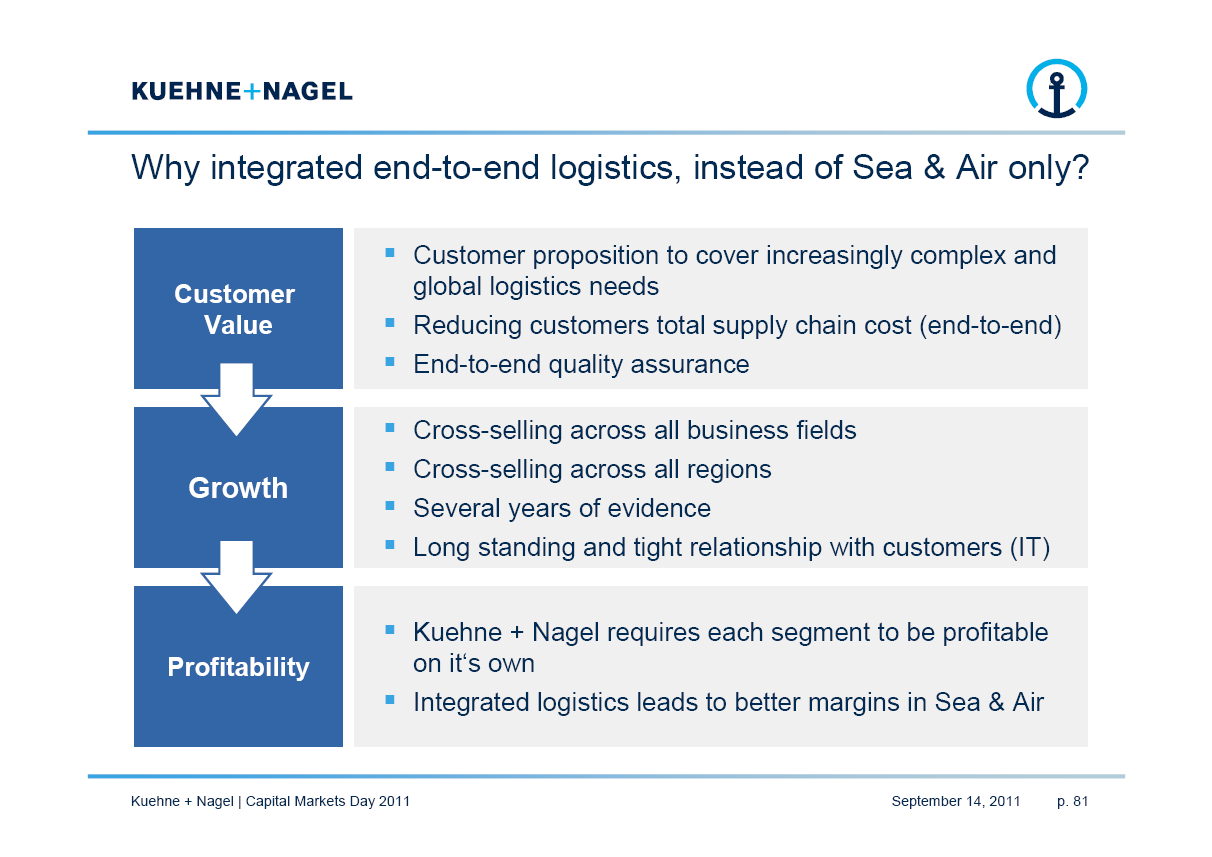 KUEHNE+NAGEL
Why integrated end-to-end logistics, instead of Sea & Air only?
Customer
Value
▪ Customer proposition to cover increasingly complex and
global logistics needs
▪ Reducing customers total supply chain cost (end-to-end)
▪ End-to-end quality assurance
Growth
▪ Cross-selling across all business fields
▪ Cross-selling across all regions
▪ Several years of evidence
▪ Long standing and tight relationship with customers (IT)
Profitability
▪ Kuehne + Nagel requires each segment to be profitable
on it‘s own
▪ Integrated logistics leads to better margins in Sea & Air
Kuehne + Nagel | Capital Markets Day 2011
September 14, 2011 p. 81